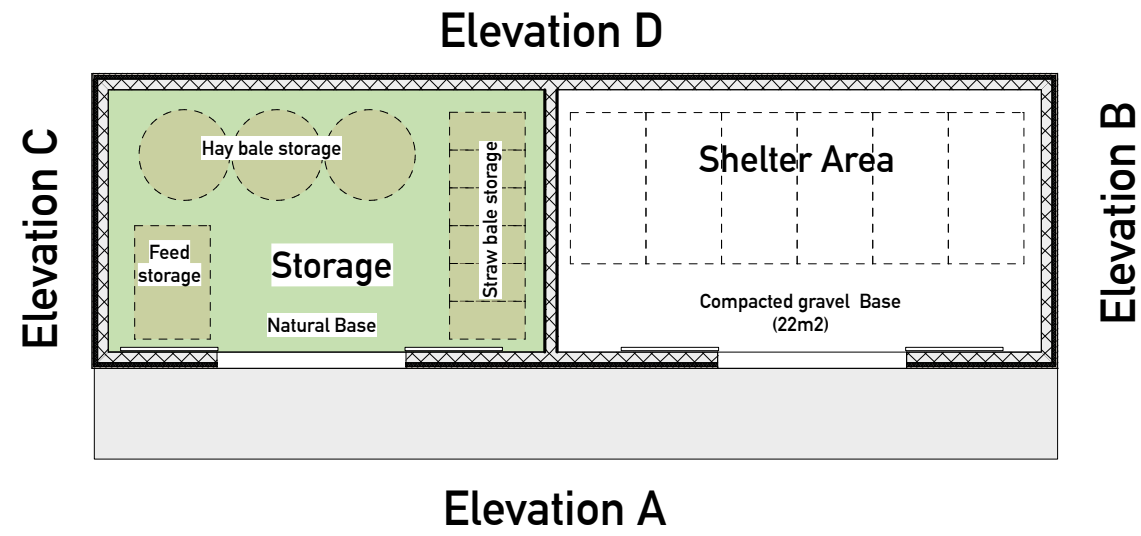 Elevation D
Elevation C
Hay bale storage
Straw bale storage
Shelter Area
Elevation B
Feed
storage
Storage
Natural Base
Compacted gravel Base
(22m2)
Elevation A